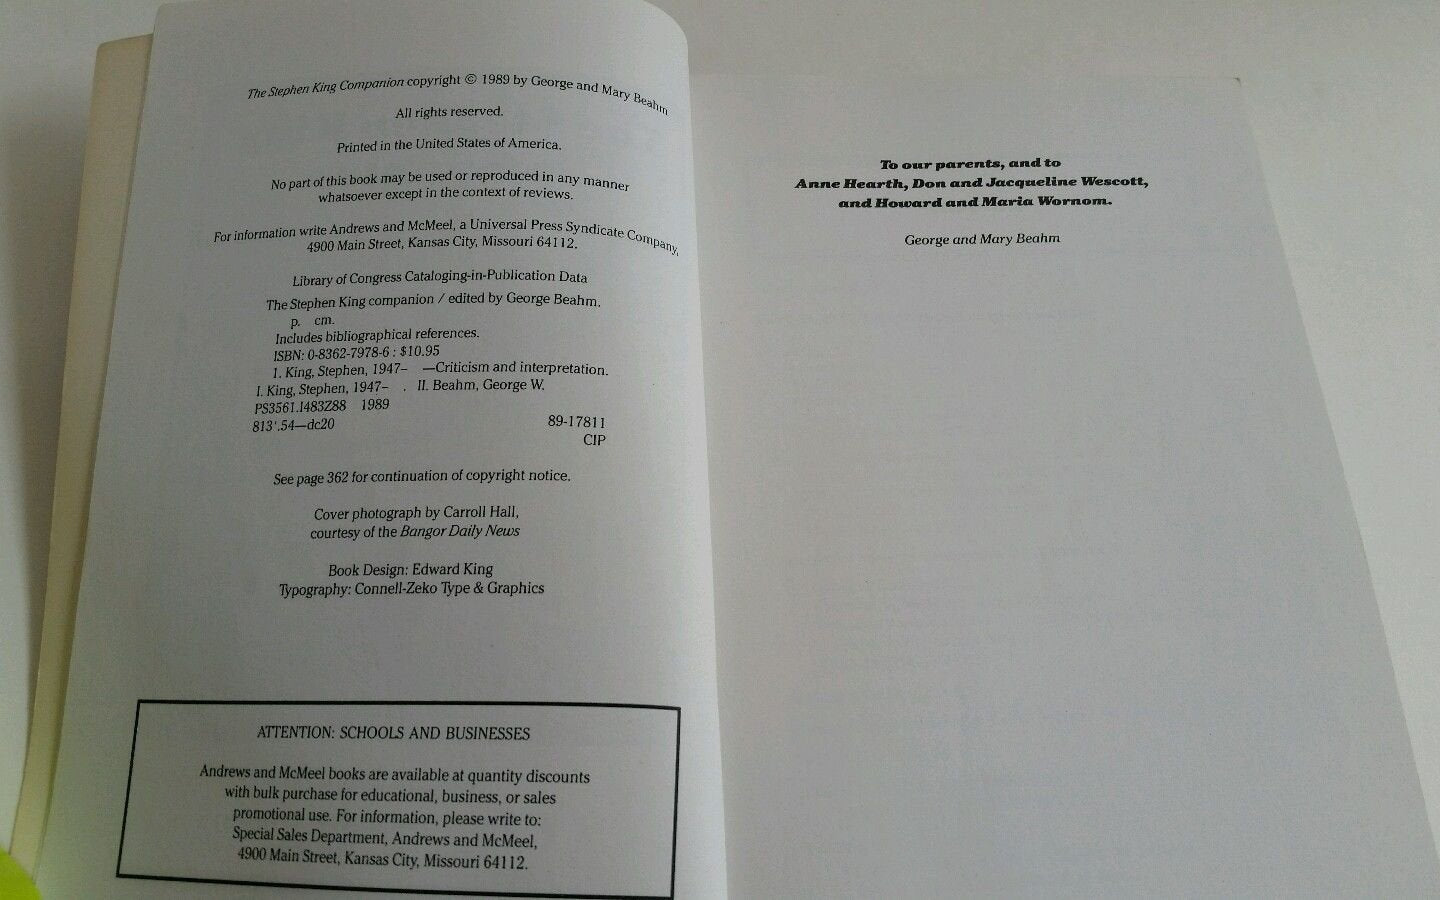 The Stephen King Companion copyright © 1989 by George and Mary Beahm
All rights reserved.
Printed in the United States of America.
No part of this book may be used or reproduced in any manner
whatsoever except in the context of reviews.
For information write Andrews and McMeel, a Universal Press Syndicate Company,
4900 Main Street, Kansas City, Missouri 64112.
Library of Congress Cataloging-in-Publication Data
The Stephen King companion / edited by George Beahm.
p. cm.
Includes bibliographical references.
ISBN: 0-8362-7978-6 : $10.95
1. King, Stephen, 1947– —Criticism and interpretation.
I. King, Stephen, 1947– . II. Beahm, George W.
PS3561.I483Z88 1989
813'.54—dc20 89-17811
CIP
See page 362 for continuation of copyright notice.
Cover photograph by Carroll Hall,
courtesy of the Bangor Daily News
Book Design: Edward King
Typography: Connell-Zeko Type & Graphics
ATTENTION: SCHOOLS AND BUSINESSES
Andrews and McMeel books are available at quantity discounts
with bulk purchase for educational, business, or sales
promotional use. For information, please write to:
Special Sales Department, Andrews and McMeel,
4900 Main Street, Kansas City, Missouri 64112.
To our parents, and to
Anne Hearth, Don and Jacqueline Wescott,
and Howard and Maria Wornom.
George and Mary Beahm